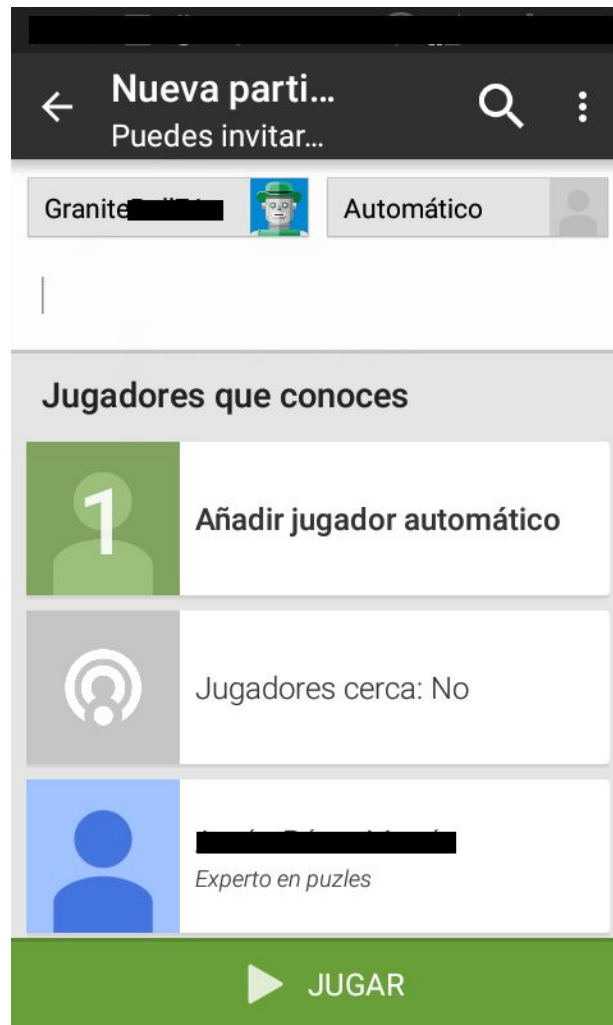 Nueva parti...
Puedes invitar...
Granite
Automático
Jugadores que conoces
1
Añadir jugador automático
Jugadores cerca: No
Experto en puzles
JUGAR